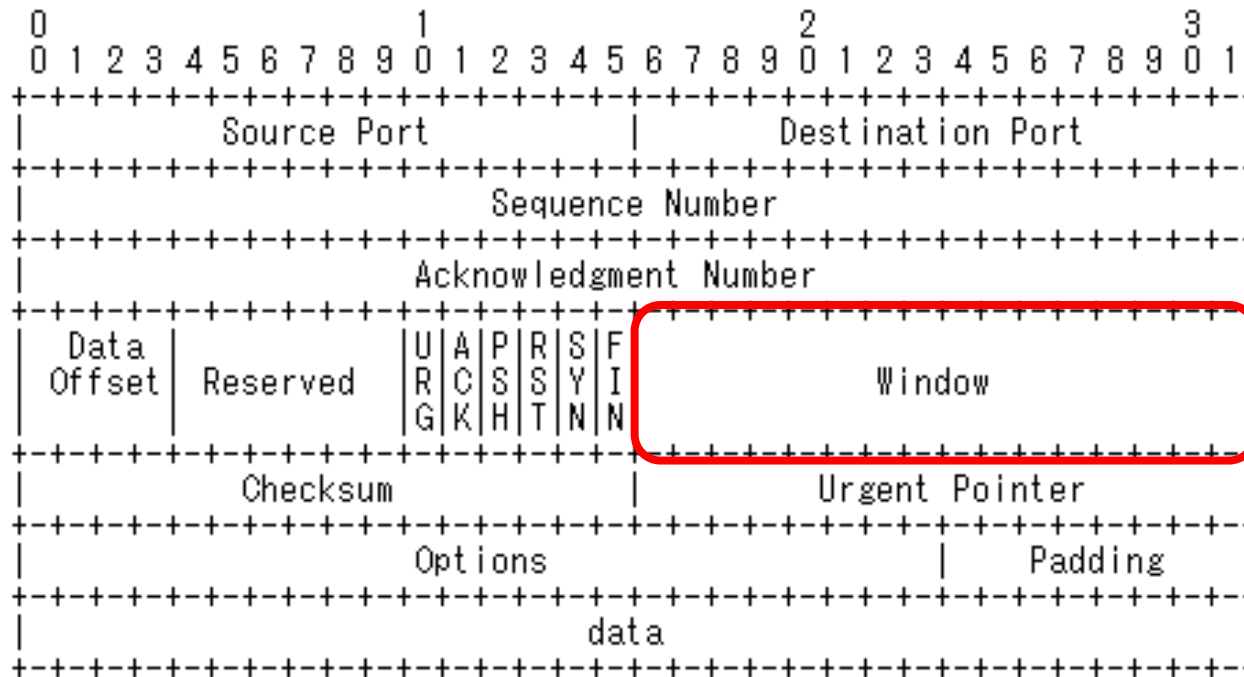 0                   1                   2                   3
0 1 2 3 4 5 6 7 8 9 0 1 2 3 4 5 6 7 8 9 0 1 2 3 4 5 6 7 8 9 0 1
+-+-+-+-+-+-+-+-+-+-+-+-+-+-+-+-+-+-+-+-+-+-+-+-+-+-+-+-+-+-+-+-
|          Source Port          |       Destination Port
+-+-+-+-+-+-+-+-+-+-+-+-+-+-+-+-+-+-+-+-+-+-+-+-+-+-+-+-+-+-+-+-
|                        Sequence Number
+-+-+-+-+-+-+-+-+-+-+-+-+-+-+-+-+-+-+-+-+-+-+-+-+-+-+-+-+-+-+-+-
|                    Acknowledgment Number
+-+-+-+-+-+-+-+-+-+-+-+-+-+-+-+-+-+-+-+-+-+-+-+-+-+-+-+-+-+-+-+-
|  Data |           |U|A|P|R|S|F|
| Offset| Reserved  |R|C|S|S|Y|I|            Window
|       |           |G|K|H|T|N|N|
+-+-+-+-+-+-+-+-+-+-+-+-+-+-+-+-+-+-+-+-+-+-+-+-+-+-+-+-+-+-+-+-
|           Checksum            |         Urgent Pointer
+-+-+-+-+-+-+-+-+-+-+-+-+-+-+-+-+-+-+-+-+-+-+-+-+-+-+-+-+-+-+-+-
|                    Options                    |    Padding
+-+-+-+-+-+-+-+-+-+-+-+-+-+-+-+-+-+-+-+-+-+-+-+-+-+-+-+-+-+-+-+-
|                             data
+-+-+-+-+-+-+-+-+-+-+-+-+-+-+-+-+-+-+-+-+-+-+-+-+-+-+-+-+-+-+-+-